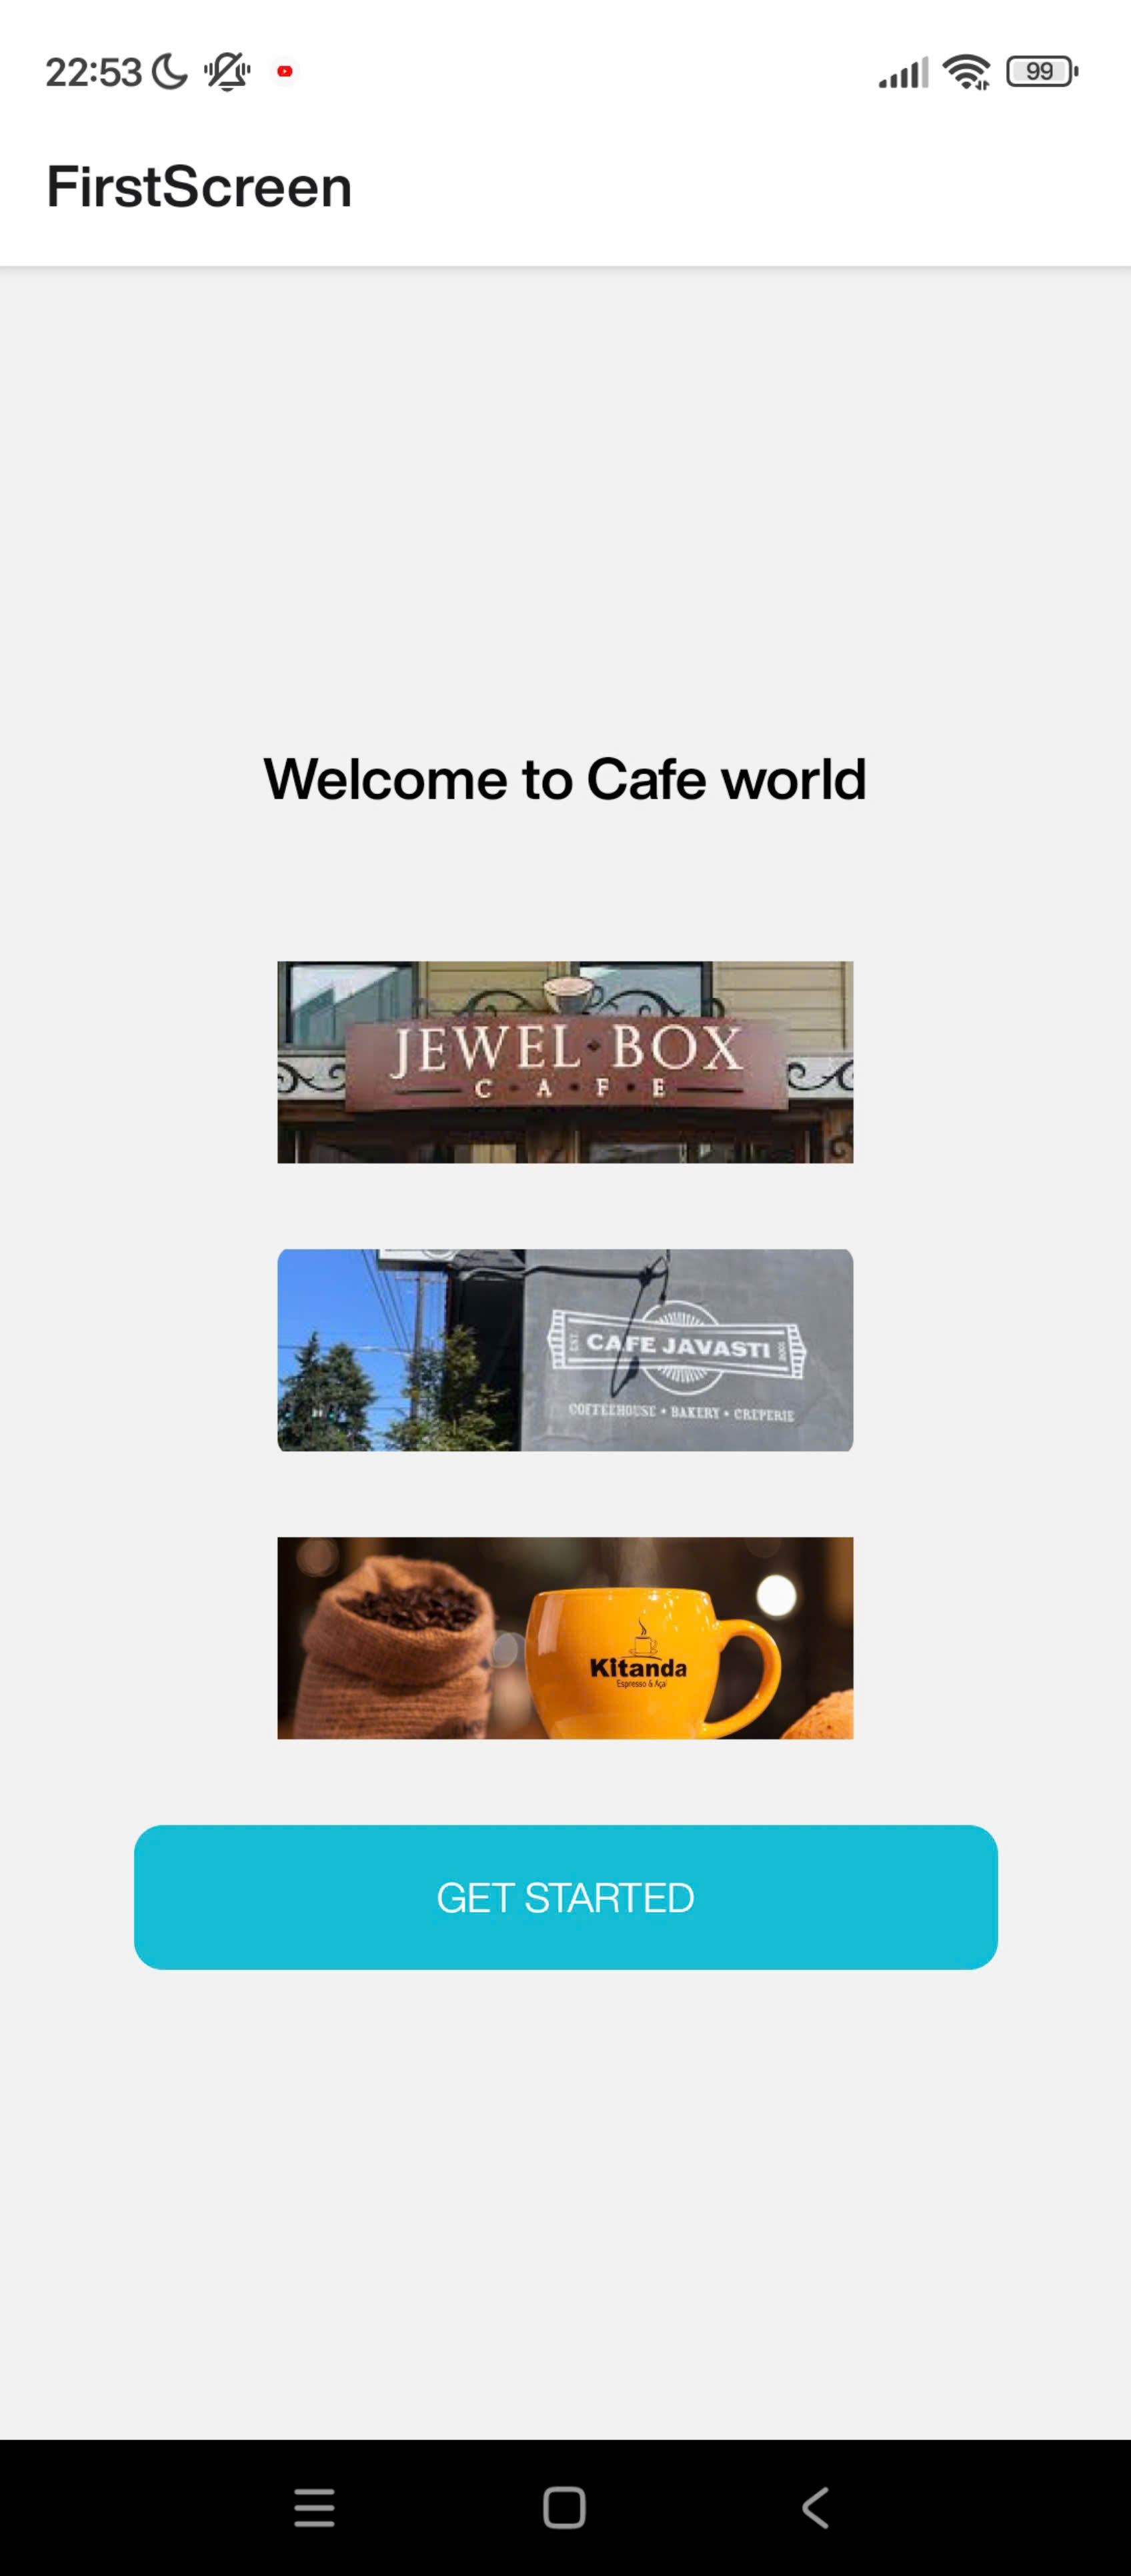 22:53
99
FirstScreen
Welcome to Cafe world
JEWEL BOX
C A F E
EST.
CAFE JAVASTI
COFFEEHOUSE • BAKERY • CREPERIE
Kitanda
Espresso & Açaí
GET STARTED